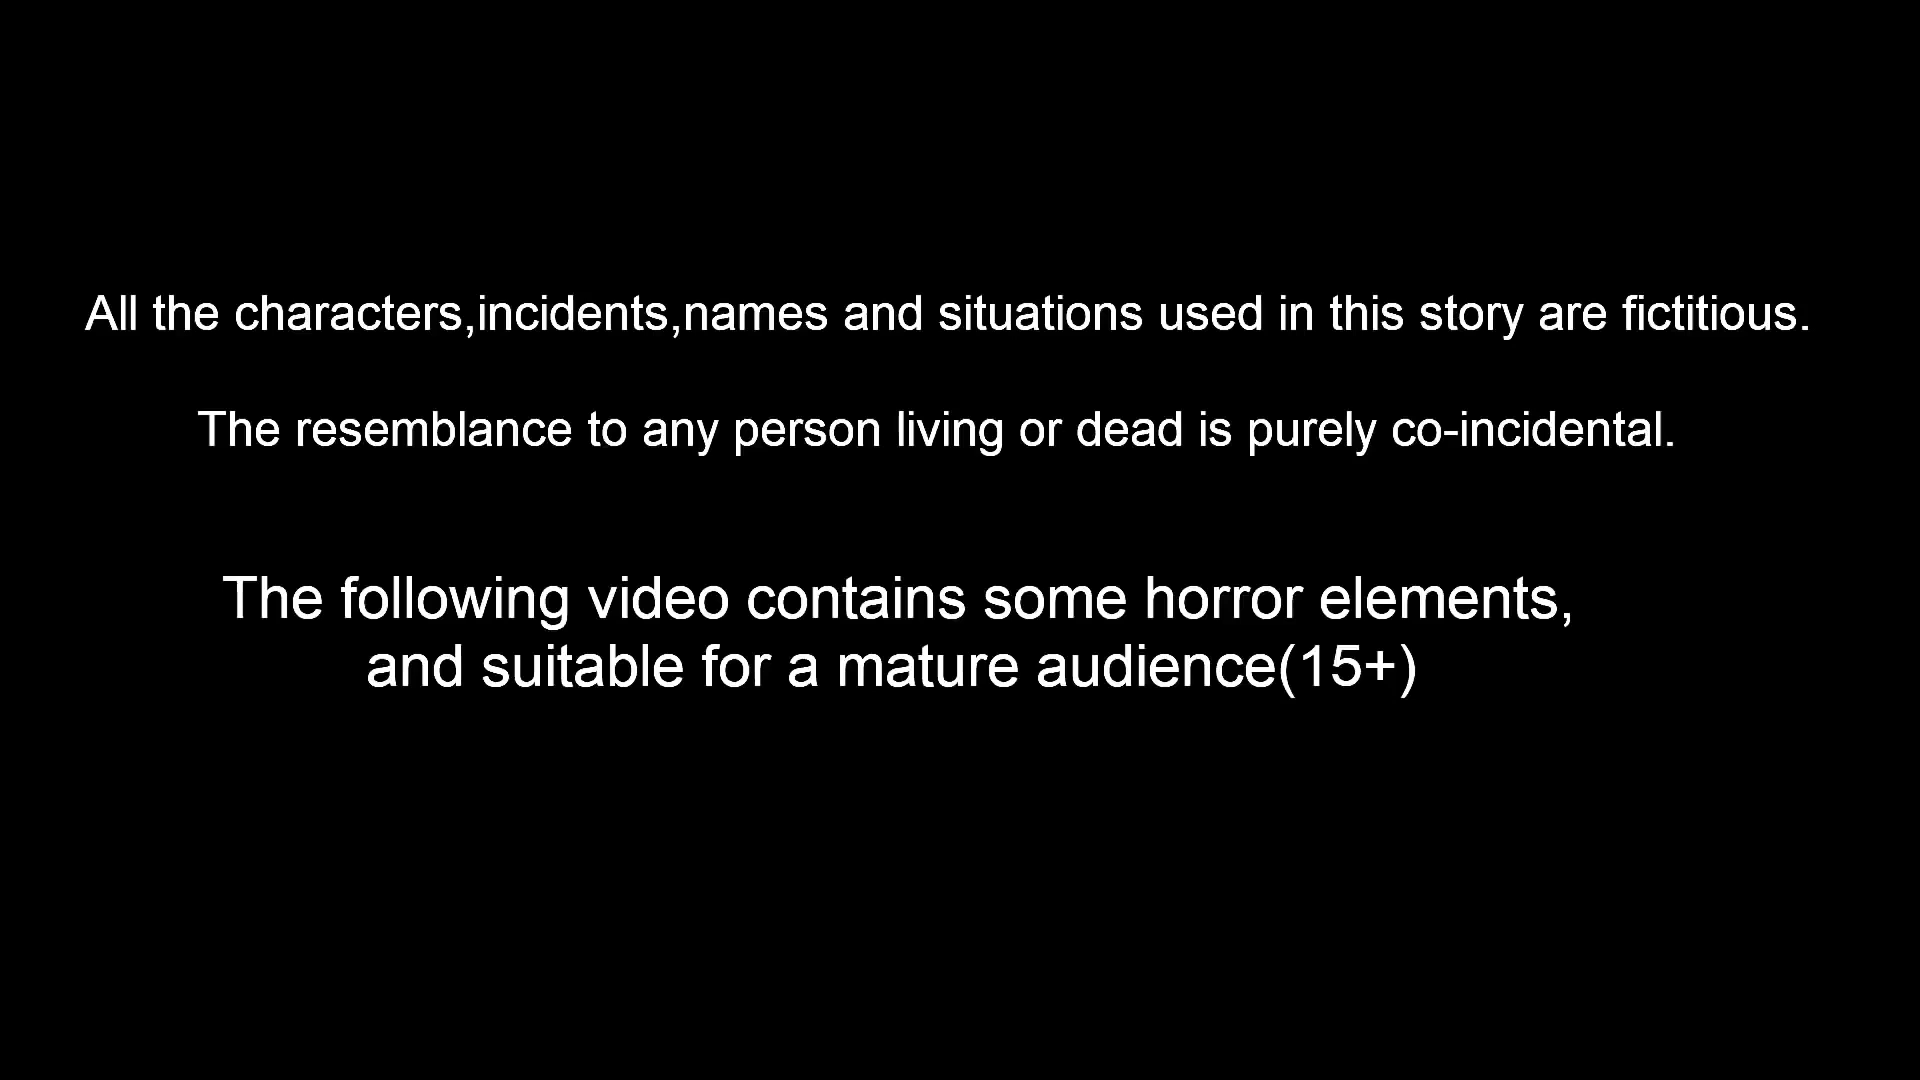 All the characters,incidents,names and situations used in this story are fictitious.
The resemblance to any person living or dead is purely co-incidental.
The following video contains some horror elements,
and suitable for a mature audience(15+)